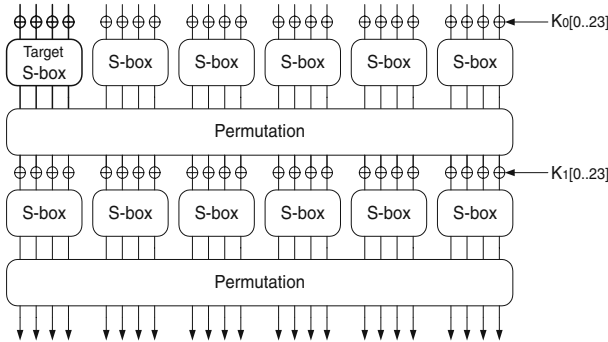 K0[0..23]
Target
S-box S-box S-box S-box S-box S-box
Permutation
K1[0..23]
S-box S-box S-box S-box S-box S-box
Permutation